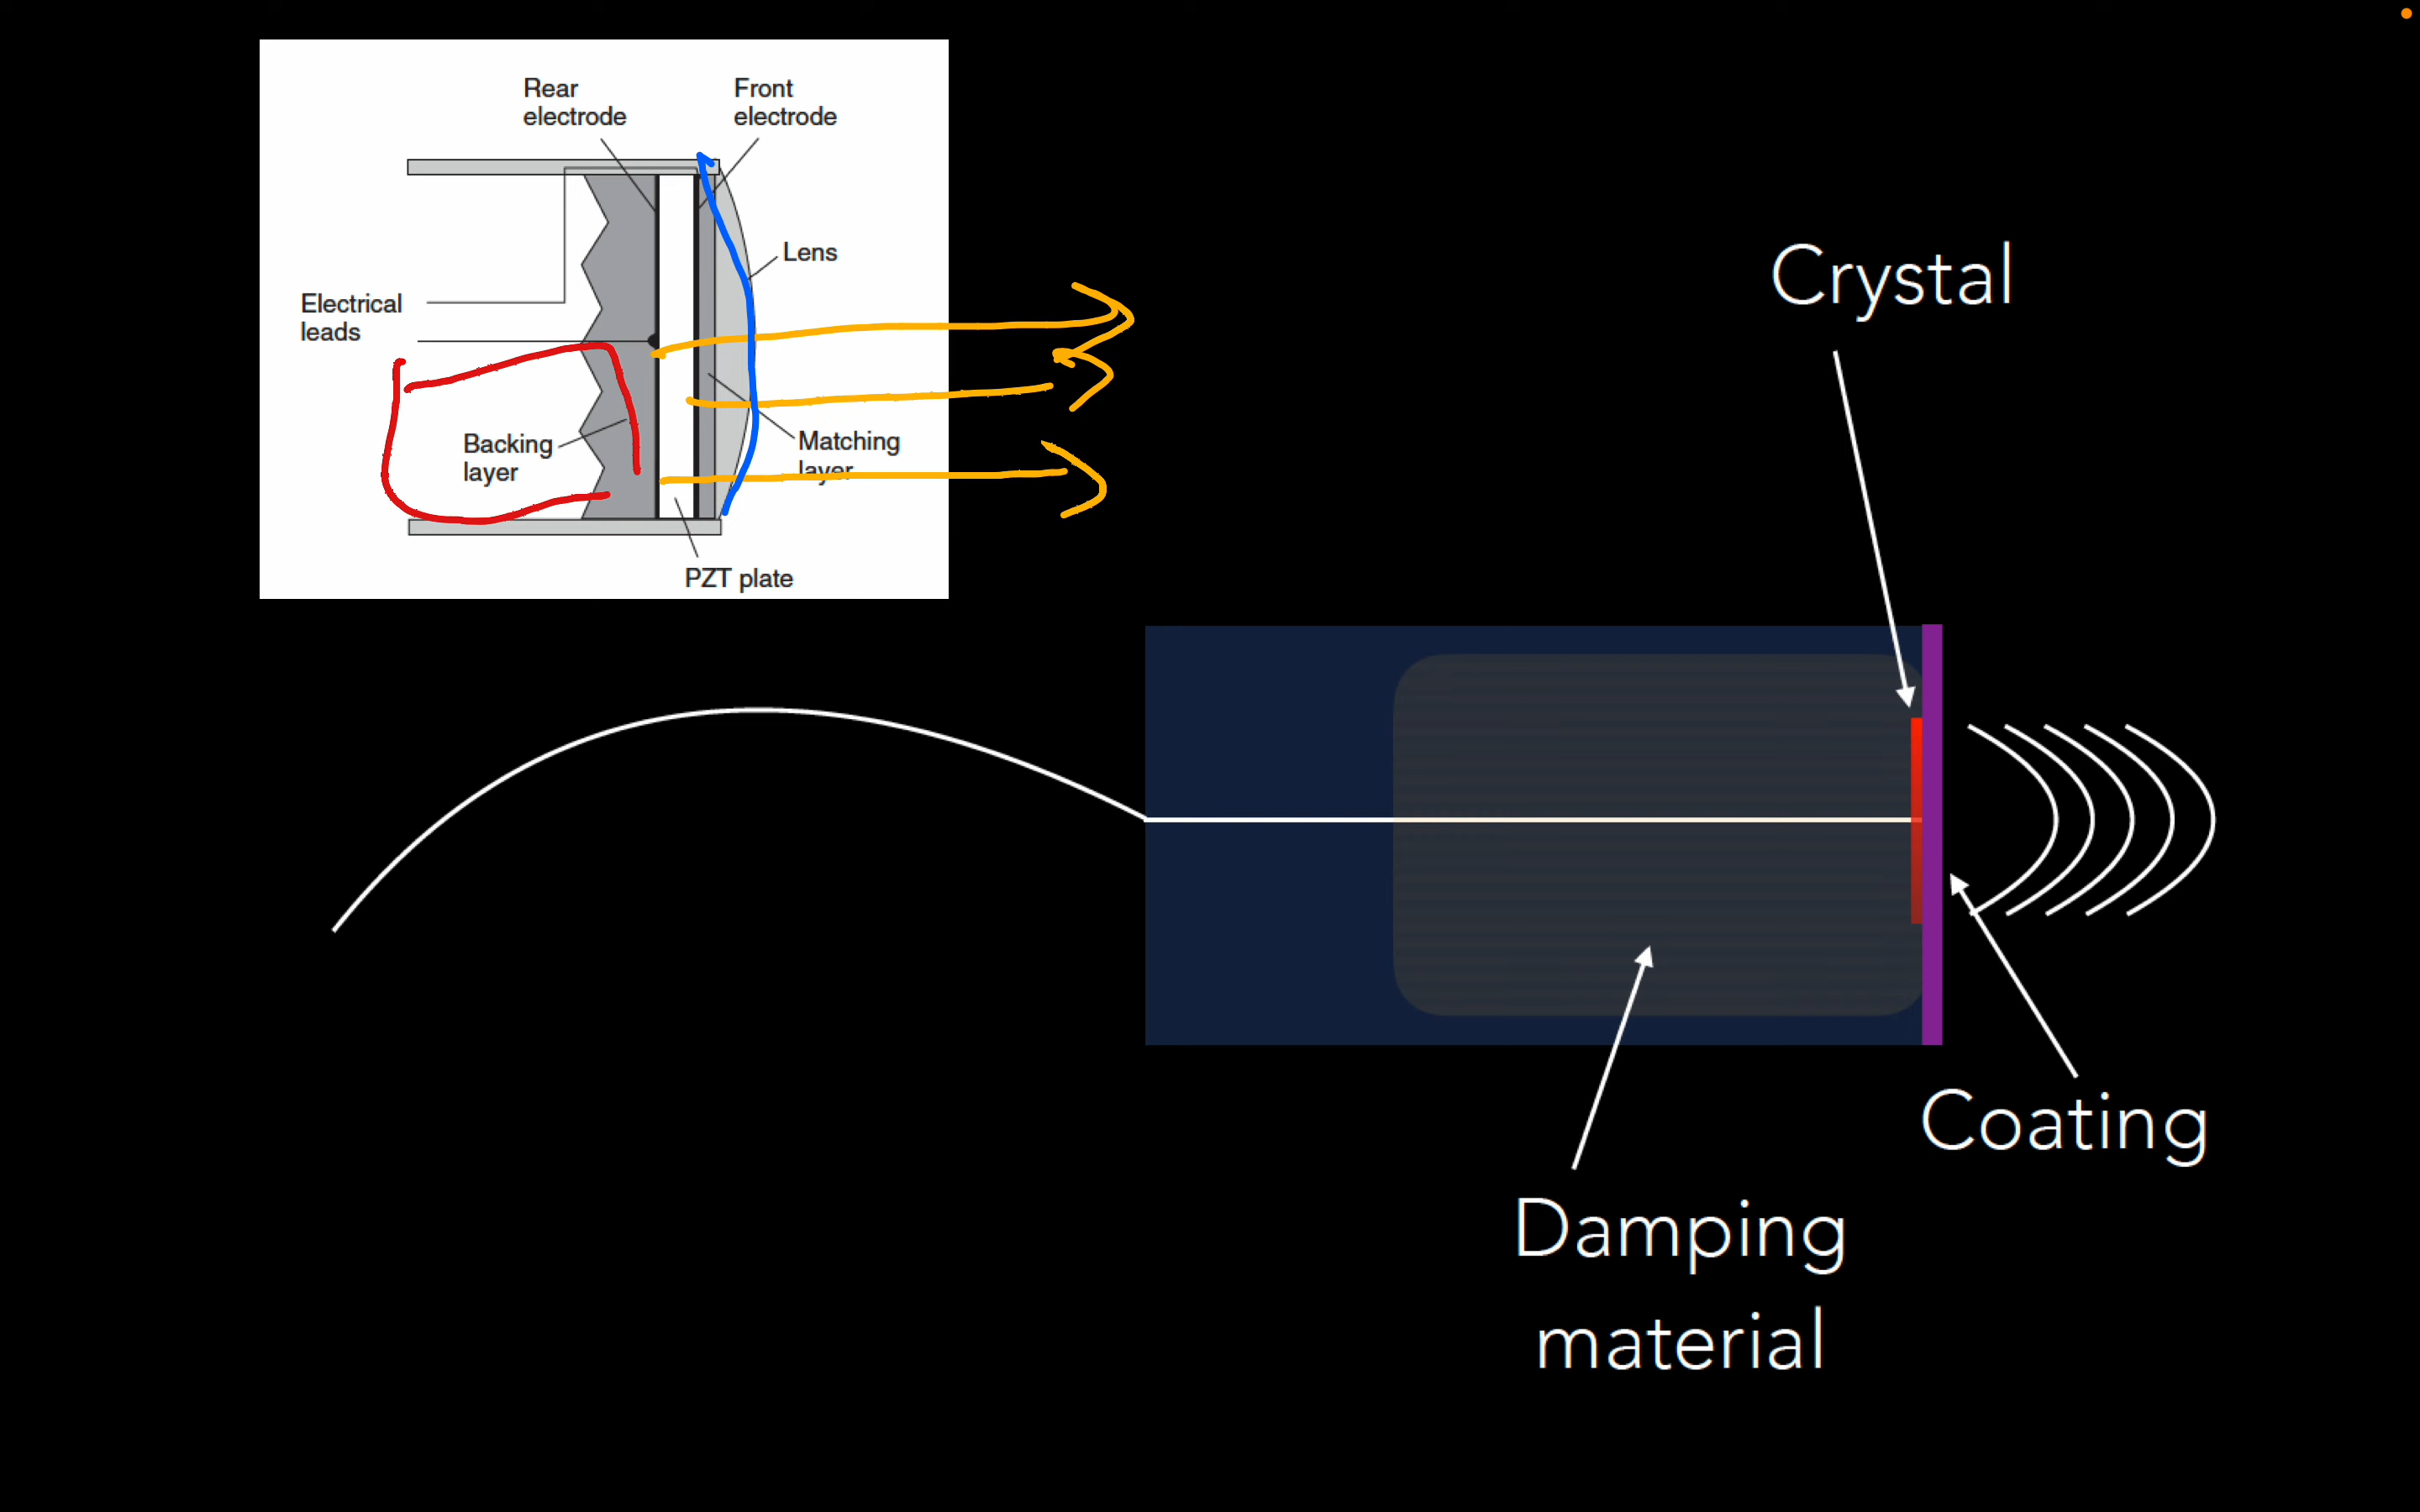 Rear
electrode
Front
electrode
Lens
Electrical
leads
Backing
layer
Matching
layer
PZT plate
Crystal
Coating
Damping
material